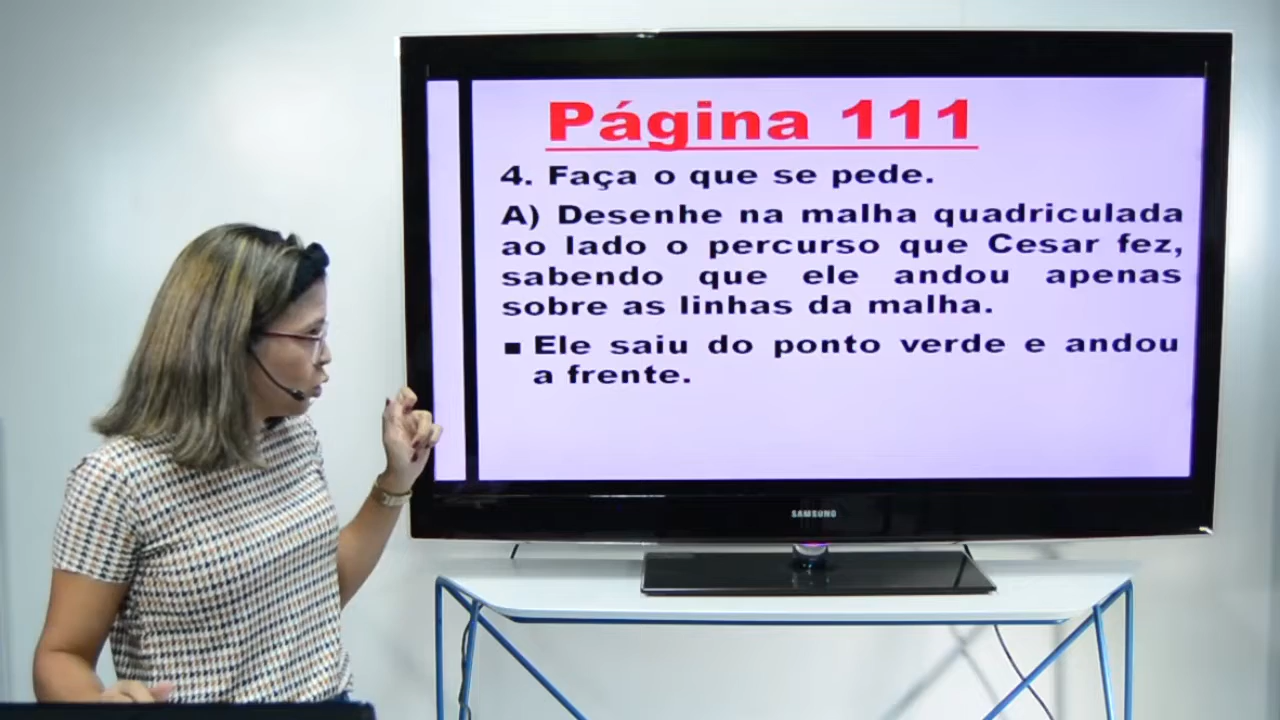 Página 111
4. Faça o que se pede.
A) Desenhe na malha quadriculada
ao lado o percurso que Cesar fez,
sabendo que ele andou apenas
sobre as linhas da malha.
▪ Ele saiu do ponto verde e andou
a frente.
SAMSUNG